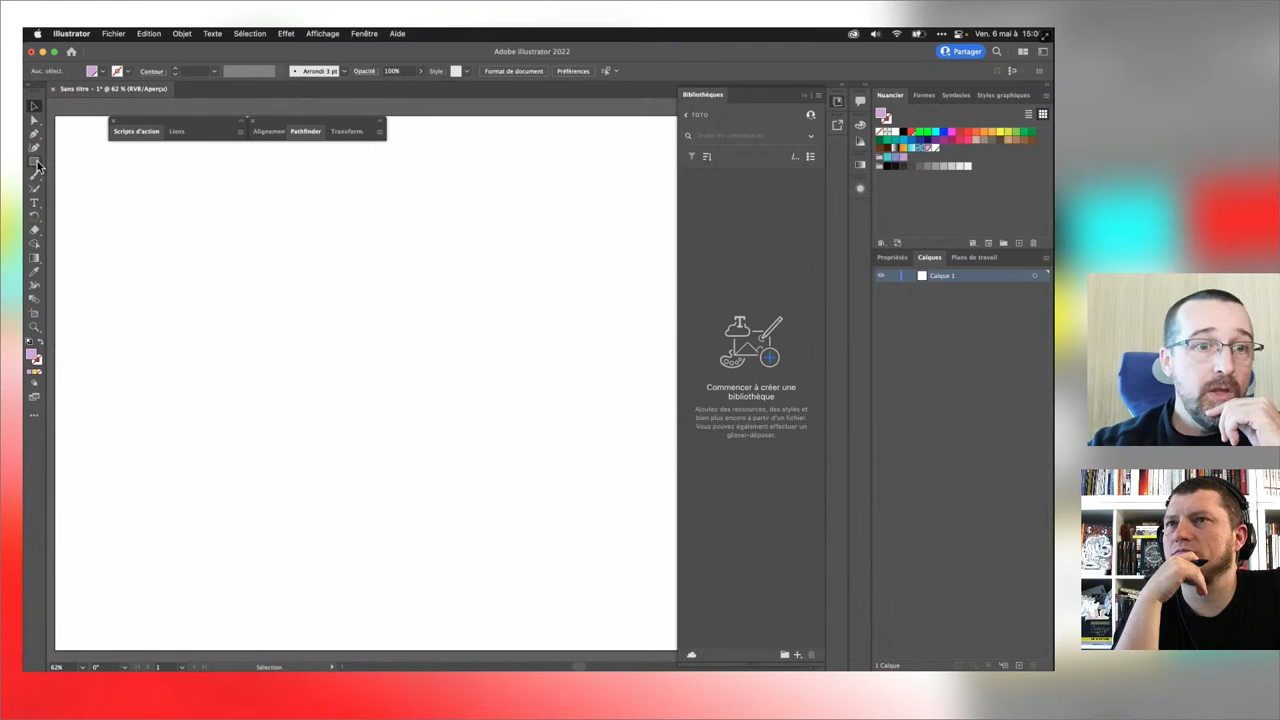 Illustrator Fichier Edition Objet Texte Sélection Effet Affichage Fenêtre Aide
Ven. 6 mai à
Adobe Illustrator 2022
Partager
Auc. sélect.
Contour :
Arrondi 3 pt
Opacité : 100%
Style :
Format de document
Préférences
× Sans titre - 1* @ 62 % (RVB/Aperçu)
Scripts d'action Liens
Alignemen Pathfinder Transform
Bibliothèques
TOTO
Nuancier Formes Symboles Styles graphiques
Propriétés Calques Plans de travail
Calque 1
Commencer à créer une
bibliothèque
Ajoutez des ressources, des styles et
bien plus encore à partir d'un fichier.
Vous pouvez également effectuer un
glisser-déposer.
62% 0° 1 Sélection
1 Calque